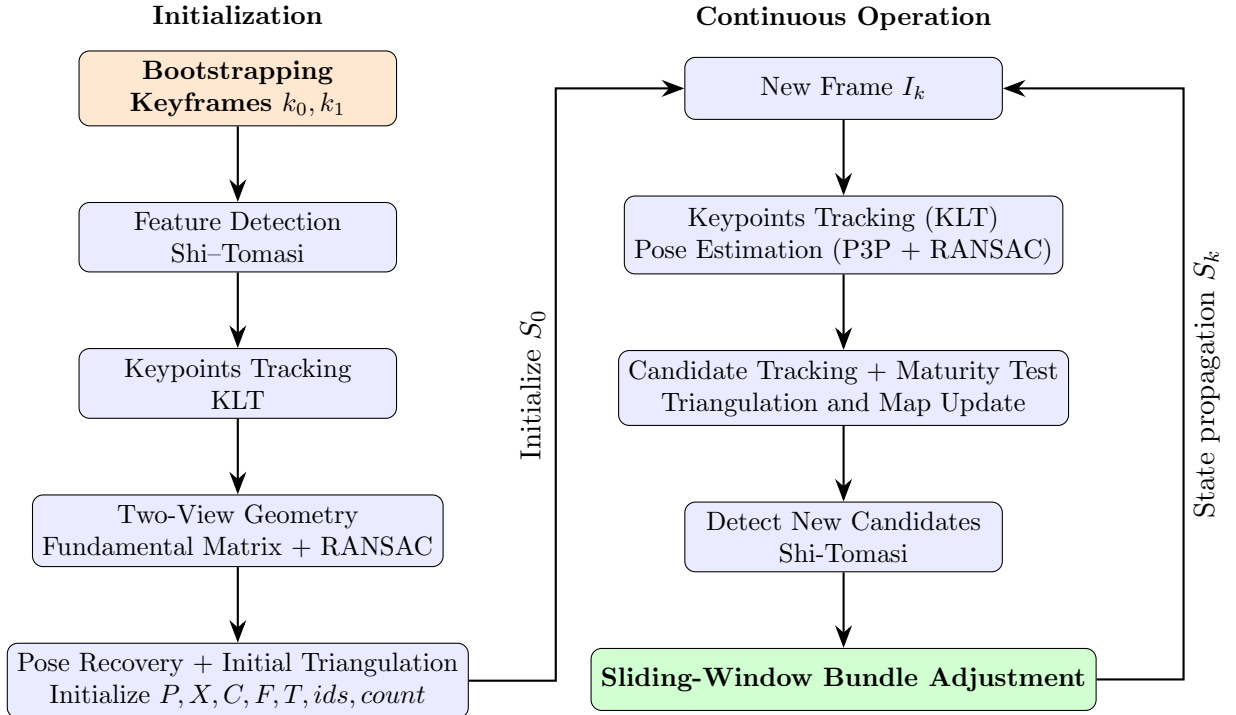 Initialization
Bootstrapping
Keyframes k₀, k₁
Feature Detection
Shi–Tomasi
Keypoints Tracking
KLT
Two-View Geometry
Fundamental Matrix + RANSAC
Pose Recovery + Initial Triangulation
Initialize P, X, C, F, T, ids, count
Initialize S₀
Continuous Operation
New Frame Iₖ
Keypoints Tracking (KLT)
Pose Estimation (P3P + RANSAC)
Candidate Tracking + Maturity Test
Triangulation and Map Update
Detect New Candidates
Shi-Tomasi
Sliding-Window Bundle Adjustment
State propagation Sₖ